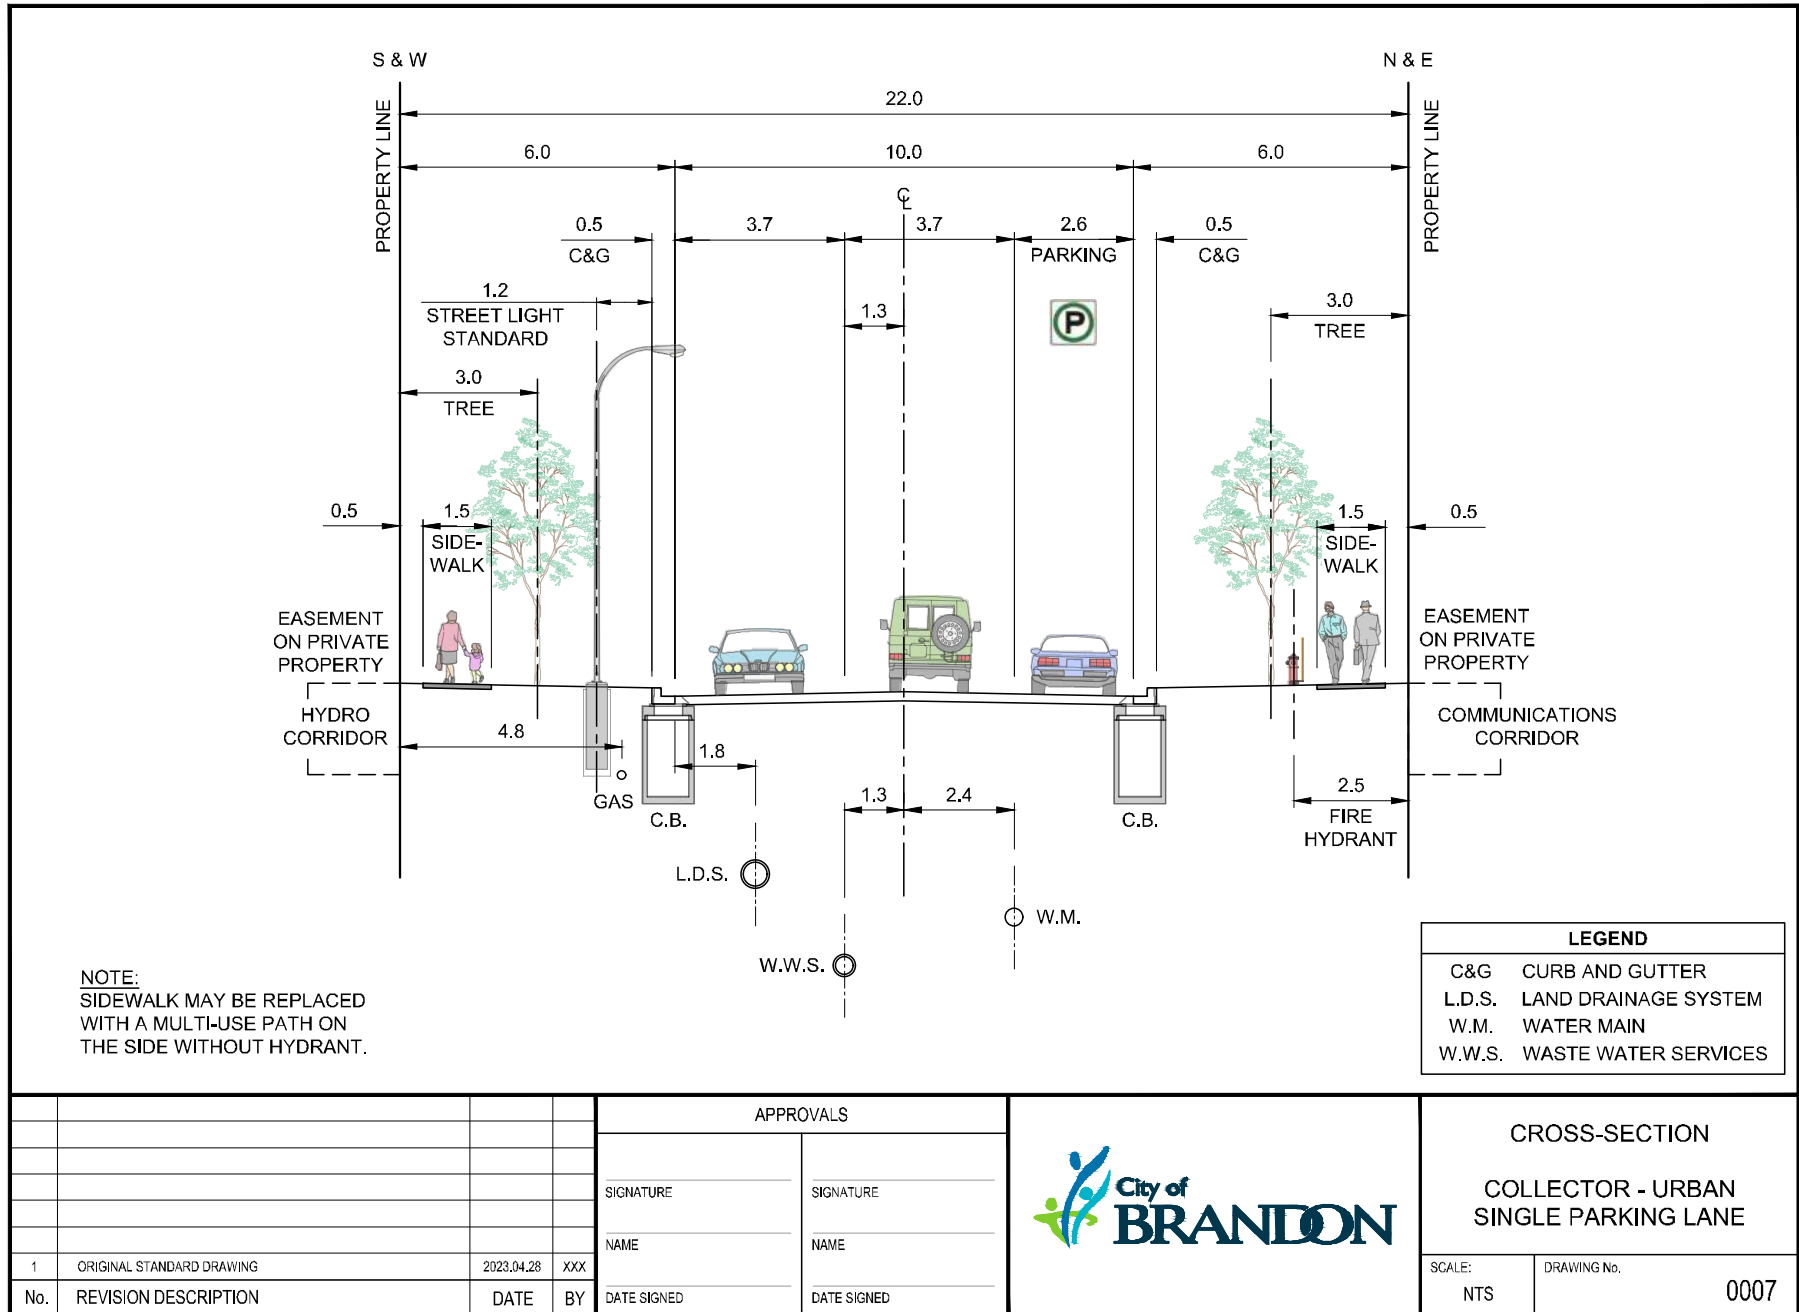 S & W
N & E
PROPERTY LINE
PROPERTY LINE
22.0
6.0
10.0
6.0
℄
0.5
C&G
3.7
3.7
2.6
PARKING
0.5
C&G
1.2
STREET LIGHT
STANDARD
1.3
P
3.0
TREE
3.0
TREE
0.5
1.5
SIDE-
WALK
1.5
SIDE-
WALK
0.5
EASEMENT
ON PRIVATE
PROPERTY
EASEMENT
ON PRIVATE
PROPERTY
HYDRO
CORRIDOR
COMMUNICATIONS
CORRIDOR
4.8
GAS
1.8
C.B.
1.3
2.4
C.B.
2.5
FIRE
HYDRANT
L.D.S.
W.M.
W.W.S.
NOTE:
SIDEWALK MAY BE REPLACED
WITH A MULTI-USE PATH ON
THE SIDE WITHOUT HYDRANT.
LEGEND
C&G CURB AND GUTTER
L.D.S. LAND DRAINAGE SYSTEM
W.M. WATER MAIN
W.W.S. WASTE WATER SERVICES
1 ORIGINAL STANDARD DRAWING 2023.04.28 XXX
No. REVISION DESCRIPTION DATE BY
APPROVALS
SIGNATURE SIGNATURE
NAME NAME
DATE SIGNED DATE SIGNED
City of
BRANDON
CROSS-SECTION
COLLECTOR - URBAN
SINGLE PARKING LANE
SCALE:
NTS
DRAWING No.
0007